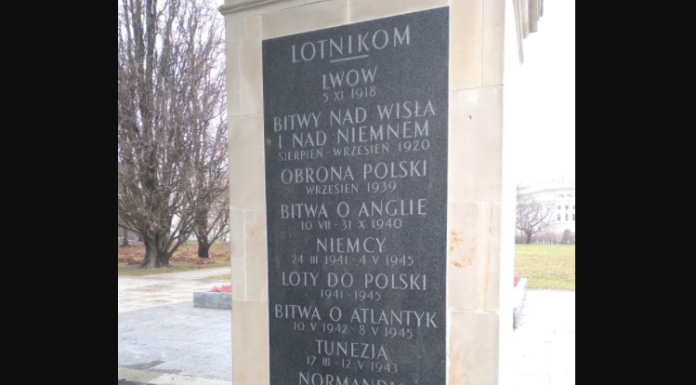 LOTNIKOM
LWOW
5 XI 1918
BITWY NAD WISŁĄ
I NAD NIEMNEM
SIERPIEŃ - WRZESIEŃ 1920
OBRONA POLSKI
WRZESIEŃ 1939
BITWA O ANGLIĘ
10 VII - 31 X 1940
NIEMCY
24 III 1941 - 4 V 1945
LOTY DO POLSKI
1941 - 1945
BITWA O ATLANTYK
10 V 1942 - 8 V 1945
TUNEZJA
17 III - 12 V 1943